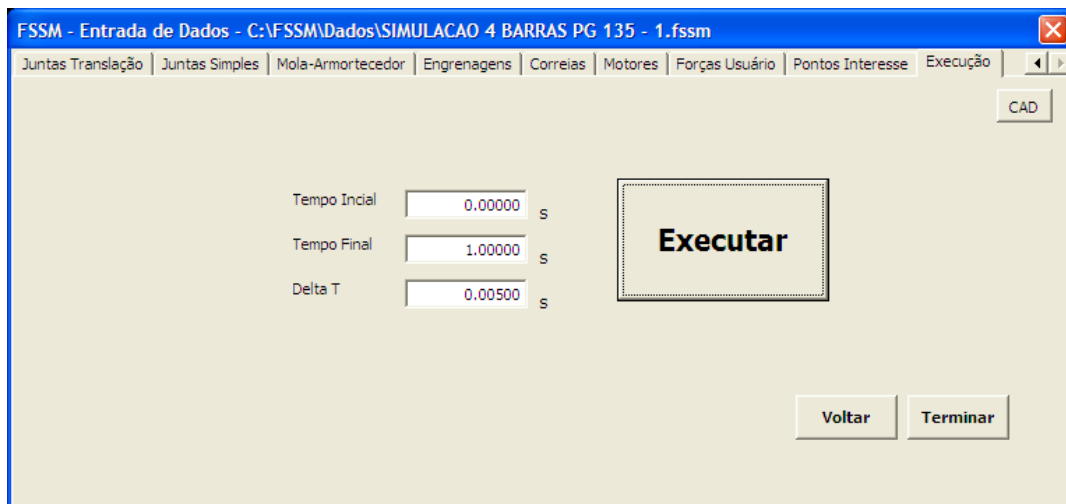 FSSM - Entrada de Dados - C:\FSSM\Dados\SIMULACAO 4 BARRAS PG 135 - 1.fssm
Juntas Translação Juntas Simples Mola-Armortecedor Engrenagens Correias Motores Forças Usuário Pontos Interesse Execução
CAD
Tempo Incial 0.00000 s
Tempo Final 1.00000 s
Delta T 0.00500 s
Executar
Voltar Terminar